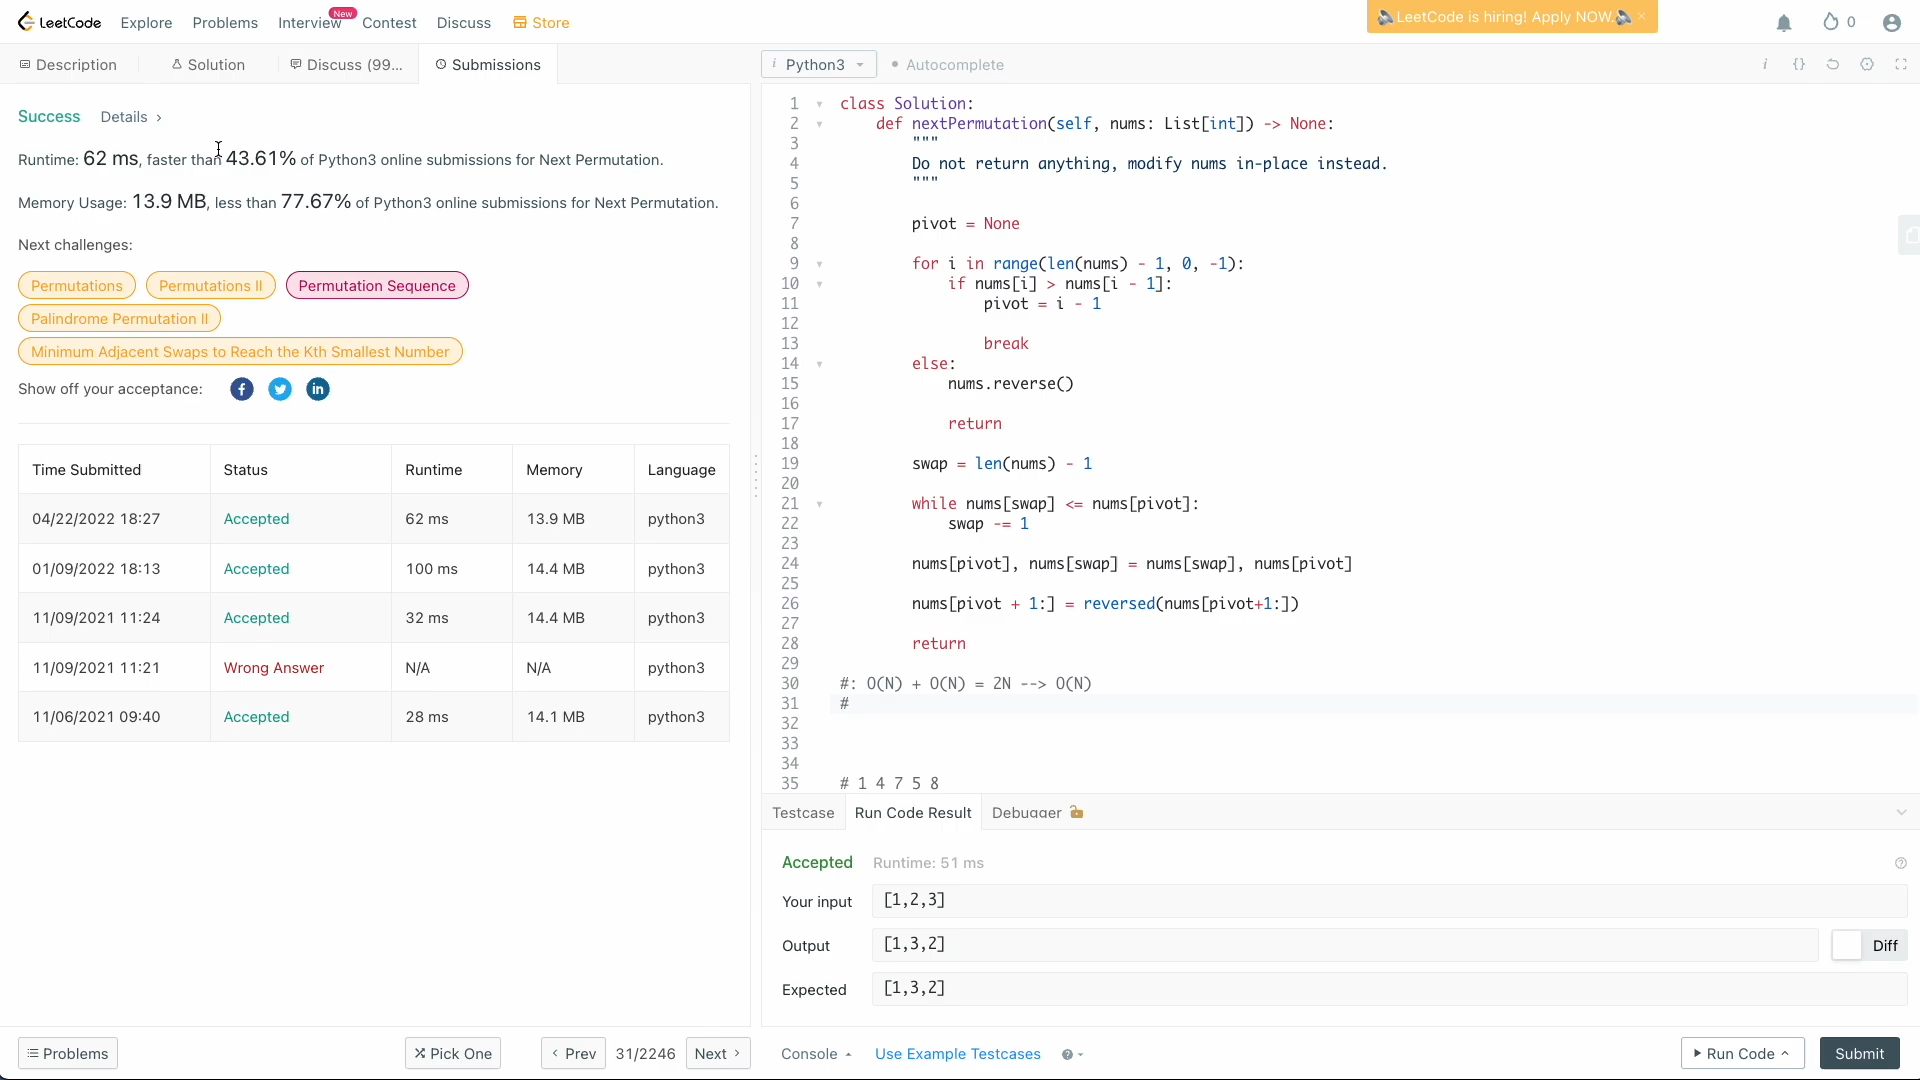 LeetCode Explore Problems Interview New Contest Discuss Store
LeetCode is hiring! Apply NOW. ×
0
Description Solution Discuss (99... Submissions
i Python3 Autocomplete
i {}
Success Details ›
Runtime: 62 ms, faster than 43.61% of Python3 online submissions for Next Permutation.
Memory Usage: 13.9 MB, less than 77.67% of Python3 online submissions for Next Permutation.
Next challenges:
Permutations Permutations II Permutation Sequence
Palindrome Permutation II
Minimum Adjacent Swaps to Reach the Kth Smallest Number
Show off your acceptance:
Time Submitted Status Runtime Memory Language
04/22/2022 18:27 Accepted 62 ms 13.9 MB python3
01/09/2022 18:13 Accepted 100 ms 14.4 MB python3
11/09/2021 11:24 Accepted 32 ms 14.4 MB python3
11/09/2021 11:21 Wrong Answer N/A N/A python3
11/06/2021 09:40 Accepted 28 ms 14.1 MB python3
1 class Solution:
2 def nextPermutation(self, nums: List[int]) -> None:
3 """
4 Do not return anything, modify nums in-place instead.
5 """
6
7 pivot = None
8
9 for i in range(len(nums) - 1, 0, -1):
10 if nums[i] > nums[i - 1]:
11 pivot = i - 1
12
13 break
14 else:
15 nums.reverse()
16
17 return
18
19 swap = len(nums) - 1
20
21 while nums[swap] <= nums[pivot]:
22 swap -= 1
23
24 nums[pivot], nums[swap] = nums[swap], nums[pivot]
25
26 nums[pivot + 1:] = reversed(nums[pivot+1:])
27
28 return
29
30 #: O(N) + O(N) = 2N --> O(N)
31 #
32
33
34
35 # 1 4 7 5 8
Testcase Run Code Result Debugger
Accepted Runtime: 51 ms
Your input [1,2,3]
Output [1,3,2] Diff
Expected [1,3,2]
Problems Pick One ‹ Prev 31/2246 Next › Console Use Example Testcases Run Code Submit